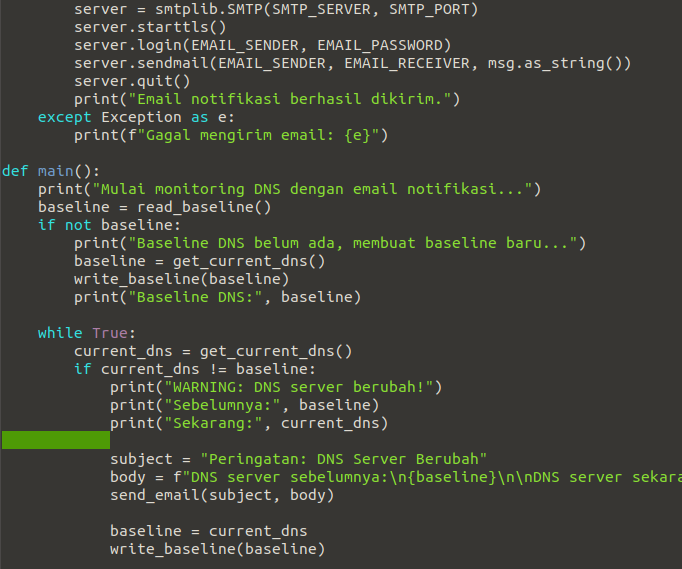 server = smtplib.SMTP(SMTP_SERVER, SMTP_PORT)
        server.starttls()
        server.login(EMAIL_SENDER, EMAIL_PASSWORD)
        server.sendmail(EMAIL_SENDER, EMAIL_RECEIVER, msg.as_string())
        server.quit()
        print("Email notifikasi berhasil dikirim.")
    except Exception as e:
        print(f"Gagal mengirim email: {e}")

def main():
    print("Mulai monitoring DNS dengan email notifikasi...")
    baseline = read_baseline()
    if not baseline:
        print("Baseline DNS belum ada, membuat baseline baru...")
        baseline = get_current_dns()
        write_baseline(baseline)
        print("Baseline DNS:", baseline)

    while True:
        current_dns = get_current_dns()
        if current_dns != baseline:
            print("WARNING: DNS server berubah!")
            print("Sebelumnya:", baseline)
            print("Sekarang:", current_dns)

            subject = "Peringatan: DNS Server Berubah"
            body = f"DNS server sebelumnya:\n{baseline}\n\nDNS server sekara
            send_email(subject, body)

            baseline = current_dns
            write_baseline(baseline)